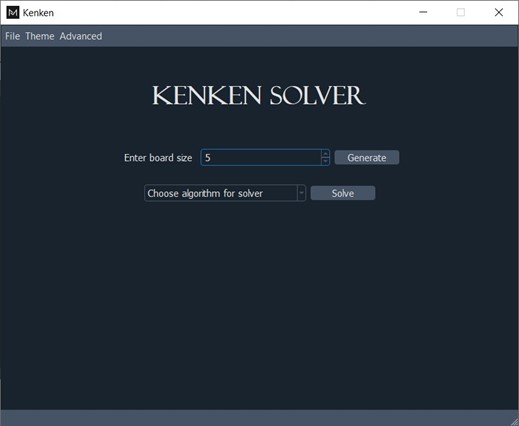 Kenken
File Theme Advanced
KENKEN SOLVER
Enter board size 5 Generate
Choose algorithm for solver Solve